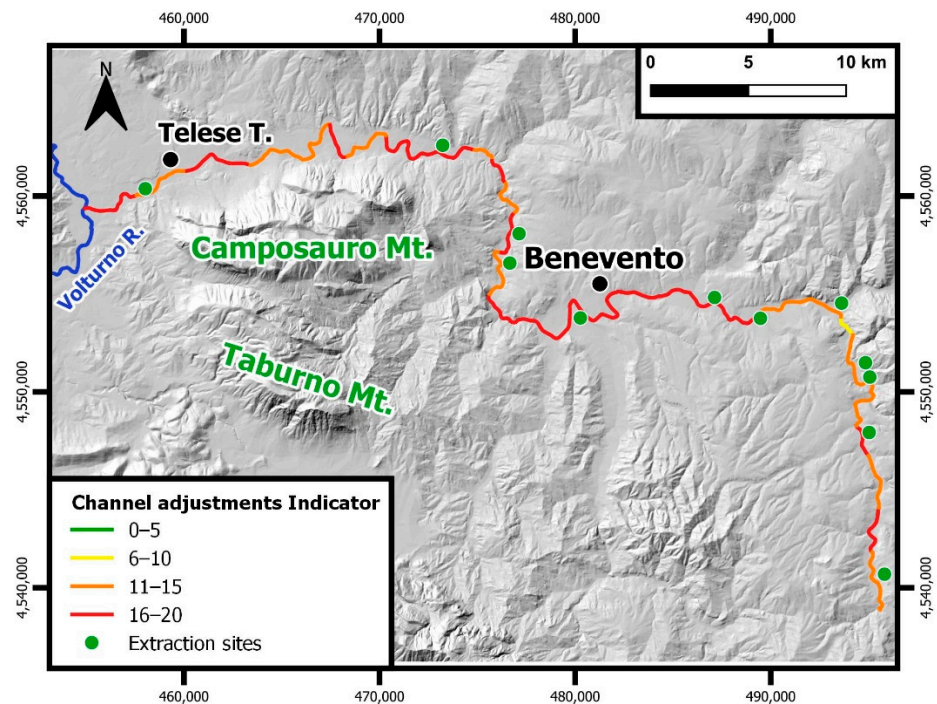 460,000 470,000 480,000 490,000
0 5 10 km
N
Telese T.
4,560,000 4,560,000
Camposauro Mt.
Volturno R.
Benevento
Taburno Mt.
4,550,000 4,550,000
Channel adjustments Indicator
0–5
6–10
11–15
16–20
Extraction sites
4,540,000 4,540,000
460,000 470,000 480,000 490,000